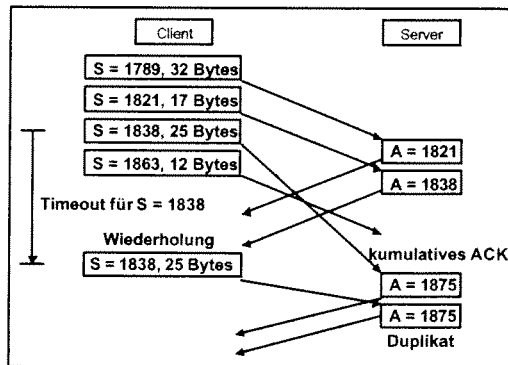 Client
Server
S = 1789, 32 Bytes
S = 1821, 17 Bytes
S = 1838, 25 Bytes
A = 1821
S = 1863, 12 Bytes
A = 1838
Timeout für S = 1838
Wiederholung
kumulatives ACK
S = 1838, 25 Bytes
A = 1875
A = 1875
Duplikat